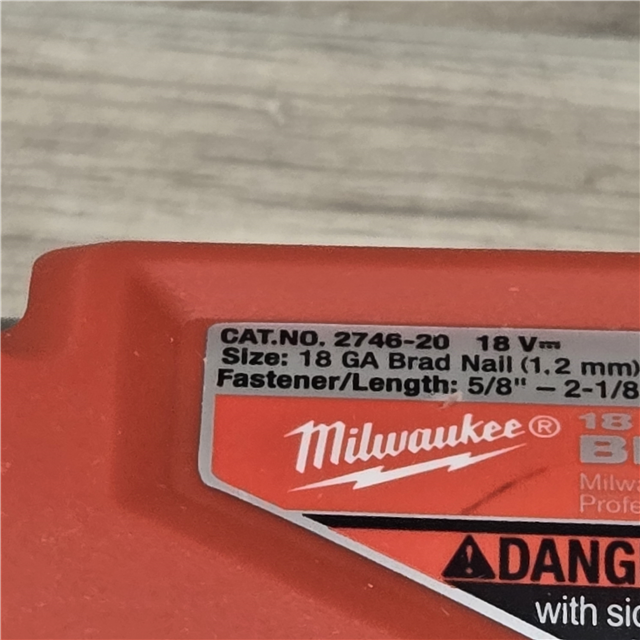 CAT.NO. 2746-20 18 V⎓
Size: 18 GA Brad Nail (1.2 mm)
Fastener/Length: 5/8" – 2-1/8
Milwaukee®
18
Milwa
Profe
DANG
with sid